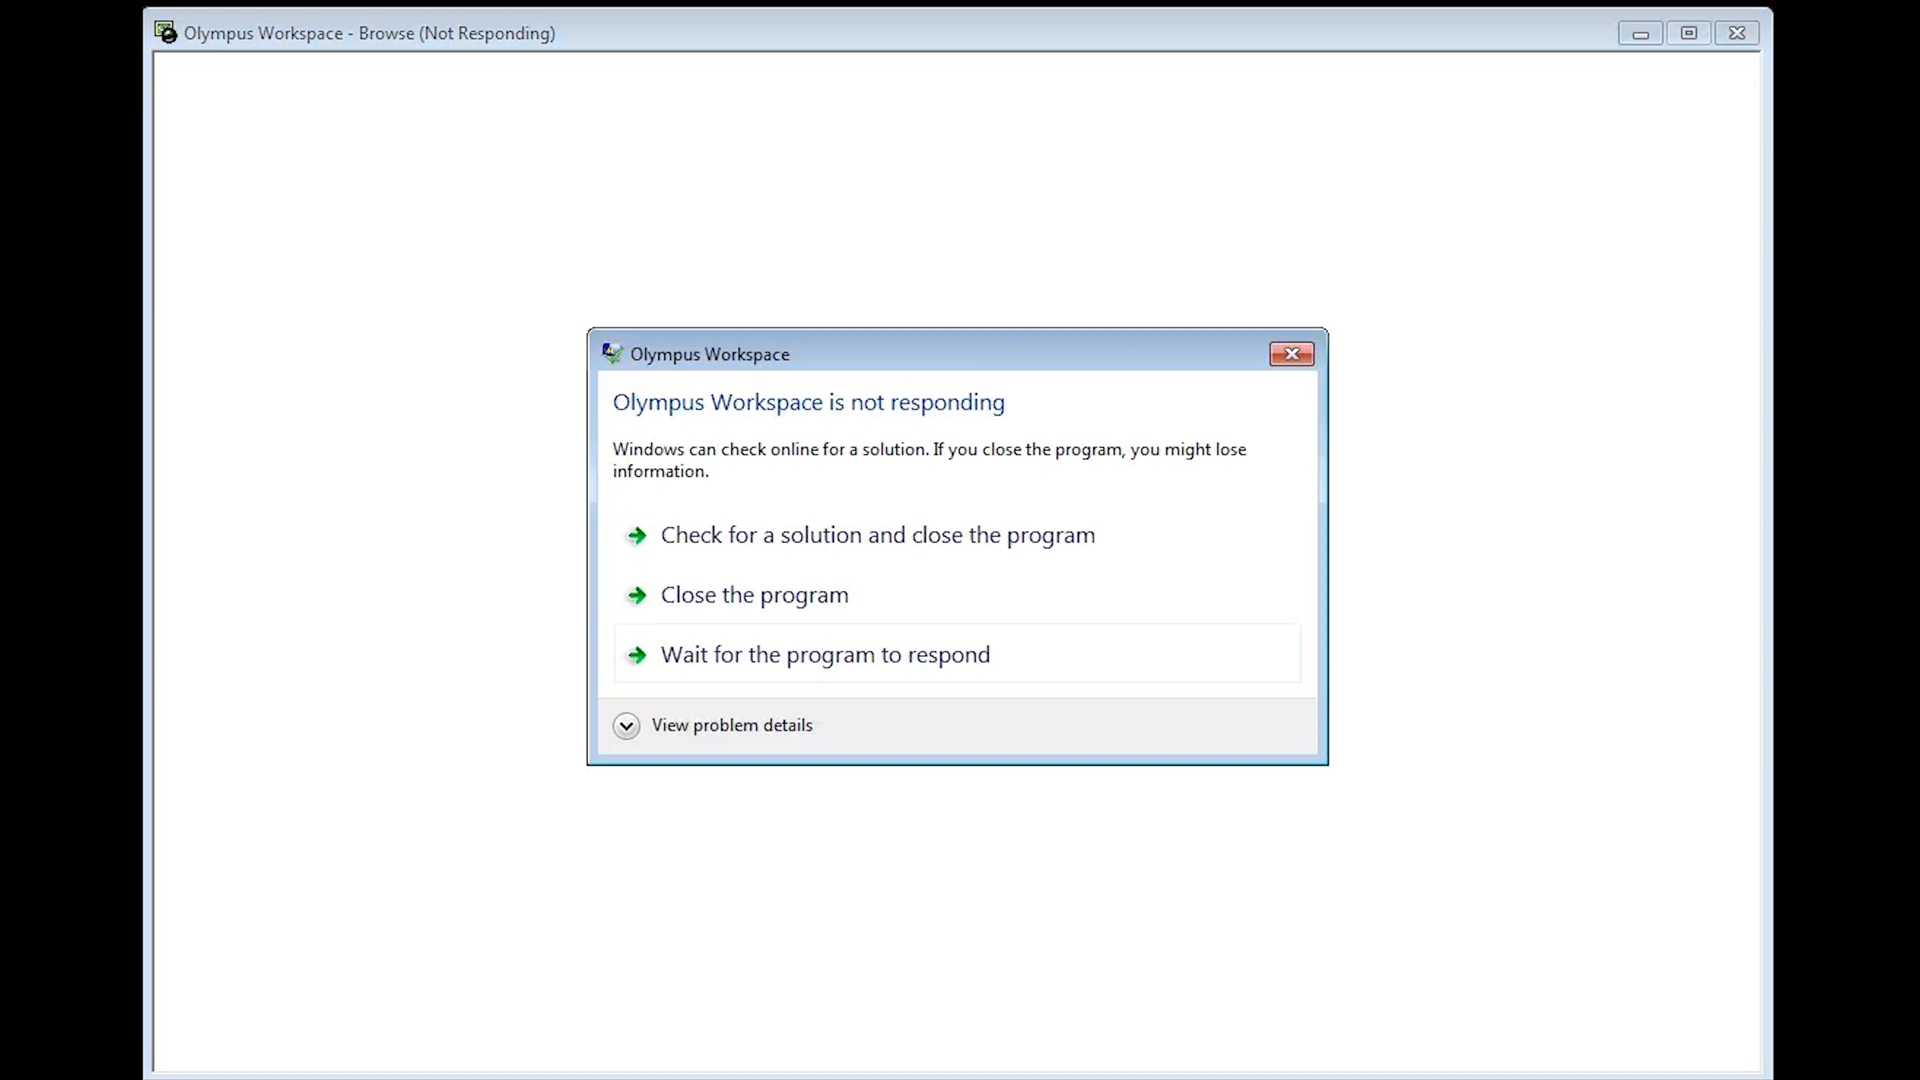 Olympus Workspace - Browse (Not Responding)
Olympus Workspace
Olympus Workspace is not responding
Windows can check online for a solution. If you close the program, you might lose
information.
Check for a solution and close the program
Close the program
Wait for the program to respond
View problem details